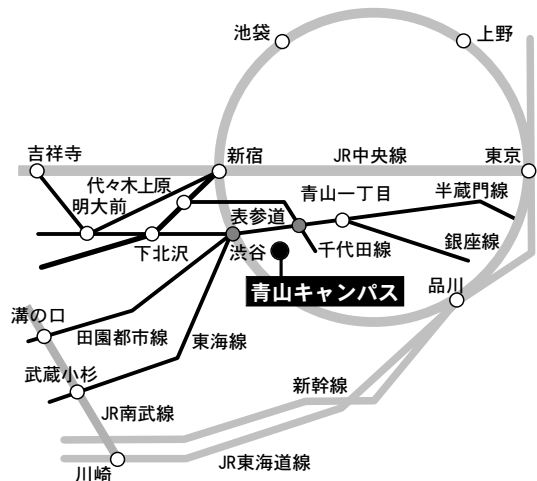 池袋
上野
吉祥寺
新宿
JR中央線
東京
代々木上原
明大前
青山一丁目
半蔵門線
表参道
下北沢
渋谷
千代田線
銀座線
青山キャンパス
品川
溝の口
田園都市線
東海線
武蔵小杉
新幹線
JR南武線
川崎
JR東海道線